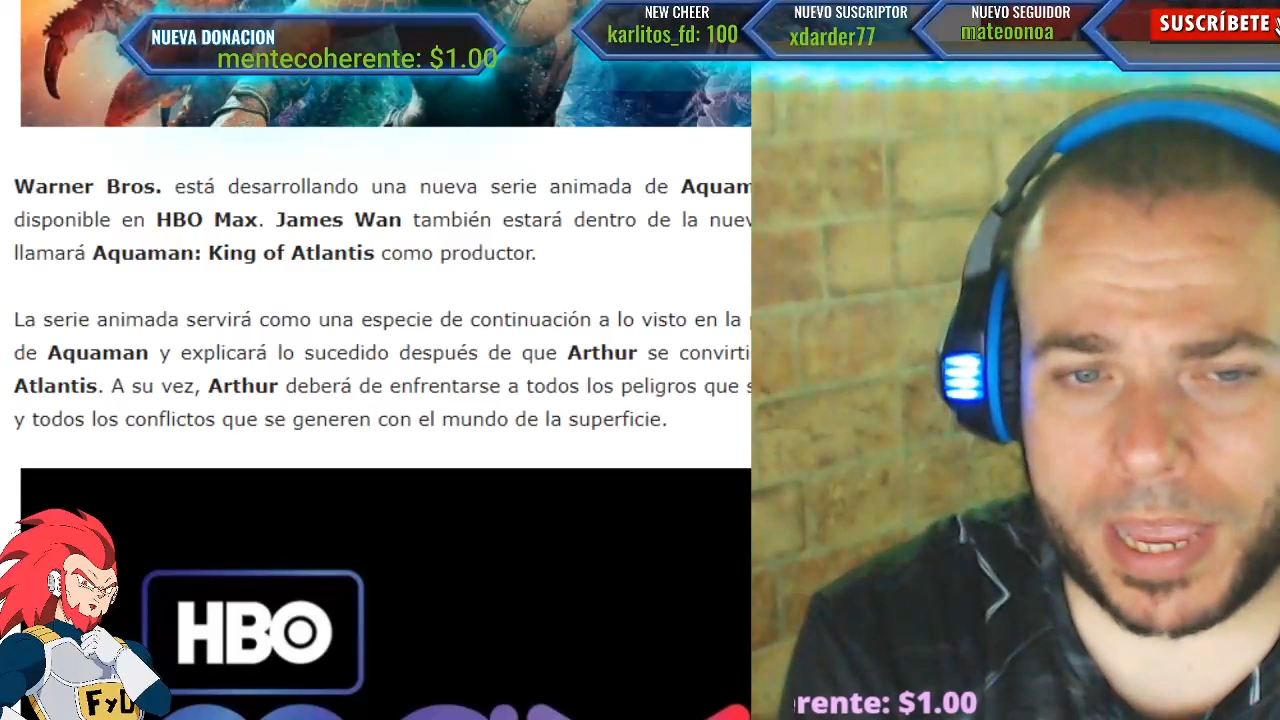 NUEVA DONACION
mentecoherente: $1.00
NEW CHEER
karlitos_fd: 100
NUEVO SUSCRIPTOR
xdarder77
NUEVO SEGUIDOR
mateoonoa
SUSCRÍBETE
Warner Bros. está desarrollando una nueva serie animada de Aquam
disponible en HBO Max. James Wan también estará dentro de la nuev
llamará Aquaman: King of Atlantis como productor.
La serie animada servirá como una especie de continuación a lo visto en la
de Aquaman y explicará lo sucedido después de que Arthur se convirti
Atlantis. A su vez, Arthur deberá de enfrentarse a todos los peligros que s
y todos los conflictos que se generen con el mundo de la superficie.
HBO
FyD
rente: $1.00